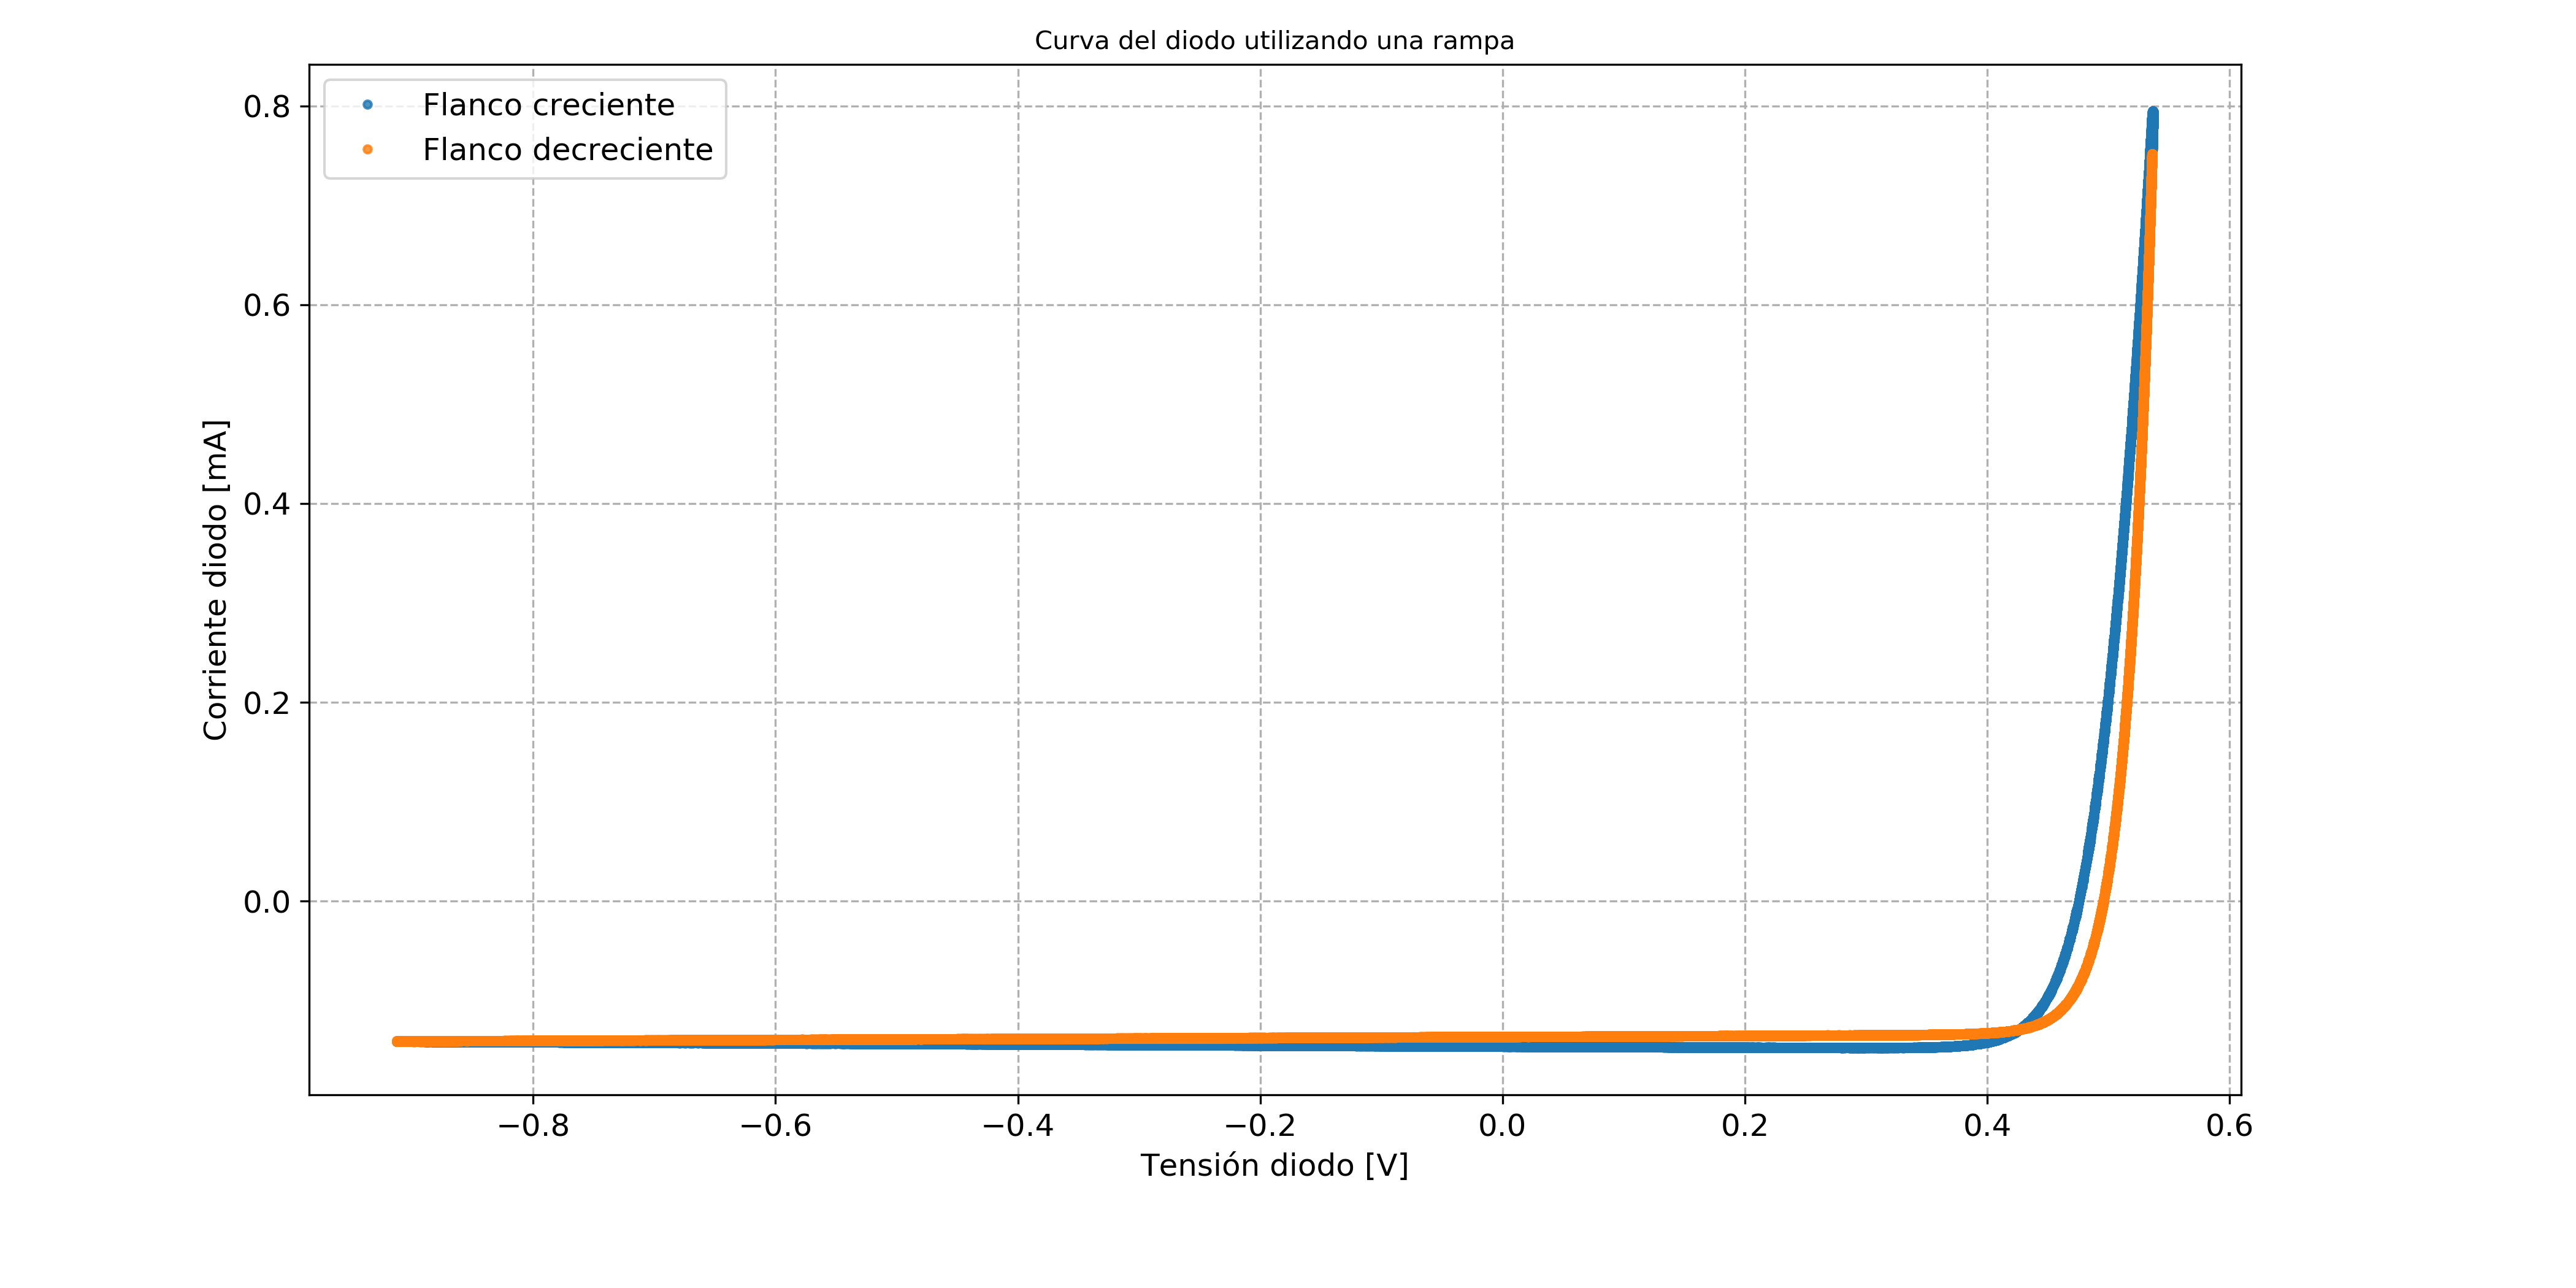 Curva del diodo utilizando una rampa
Flanco creciente
Flanco decreciente
Corriente diodo [mA]
0.8
0.6
0.4
0.2
0.0
−0.8 −0.6 −0.4 −0.2 0.0 0.2 0.4 0.6
Tensión diodo [V]